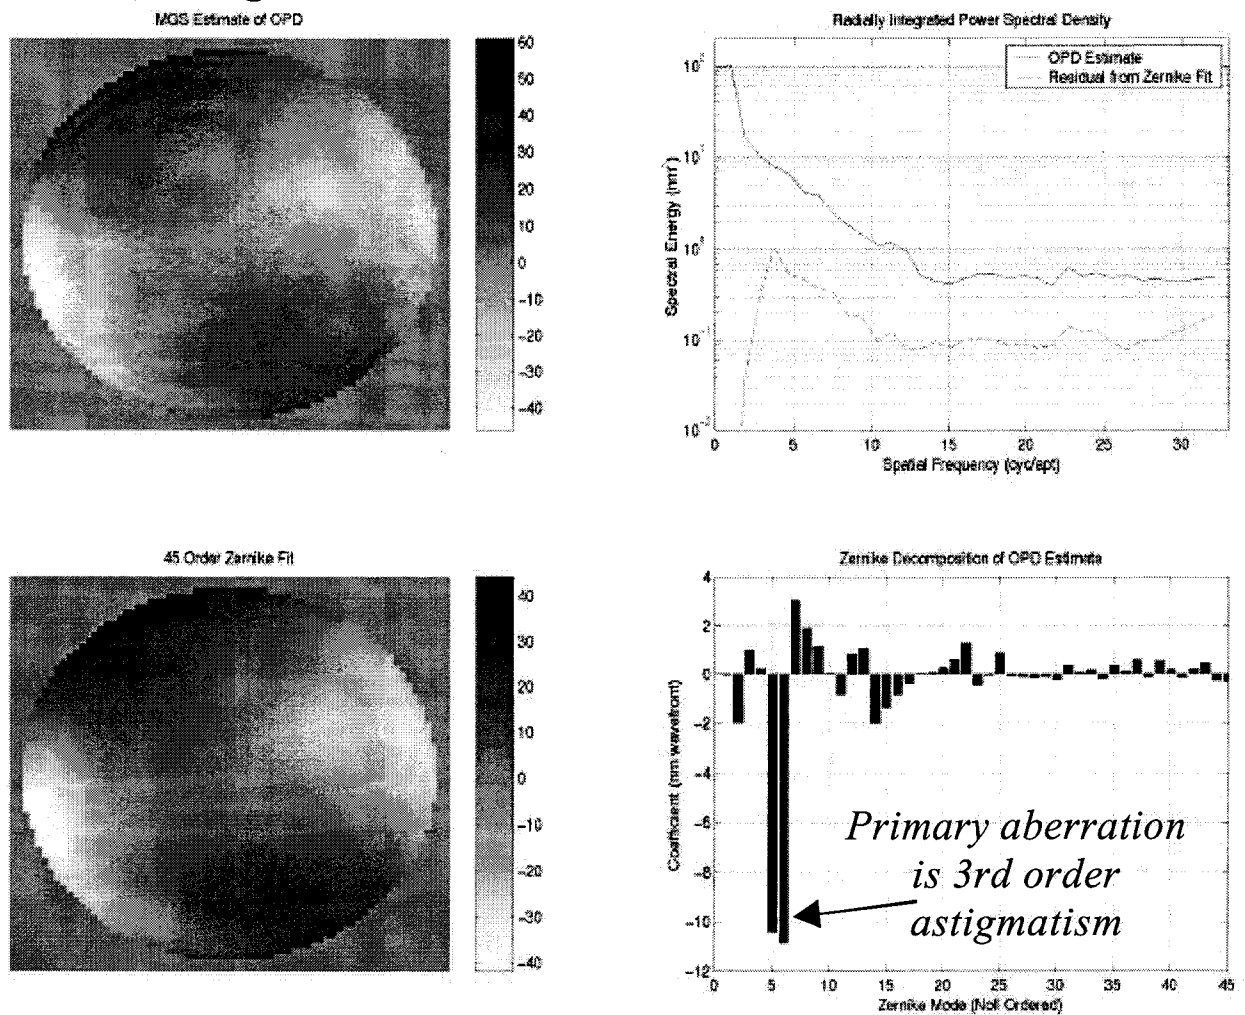 MGS Estimate of OPD
60
50
40
30
20
10
0
-10
-20
-30
-40
Radially Integrated Power Spectral Density
OPD Estimate
Residual from Zernike Fit
Spectral Energy (nm²)
10⁰
10⁻¹
0 5 10 15 20 25 30
Spatial Frequency (cyc/apt)
45 Order Zernike Fit
40
30
20
10
0
-10
-20
-30
-40
Zernike Decomposition of OPD Estimate
4
2
0
-2
-4
-6
-8
-10
-12
Coefficient (nm wavefront)
Primary aberration
is 3rd order
astigmatism
0 5 10 15 20 25 30 35 40 45
Zernike Mode (Noll Ordered)